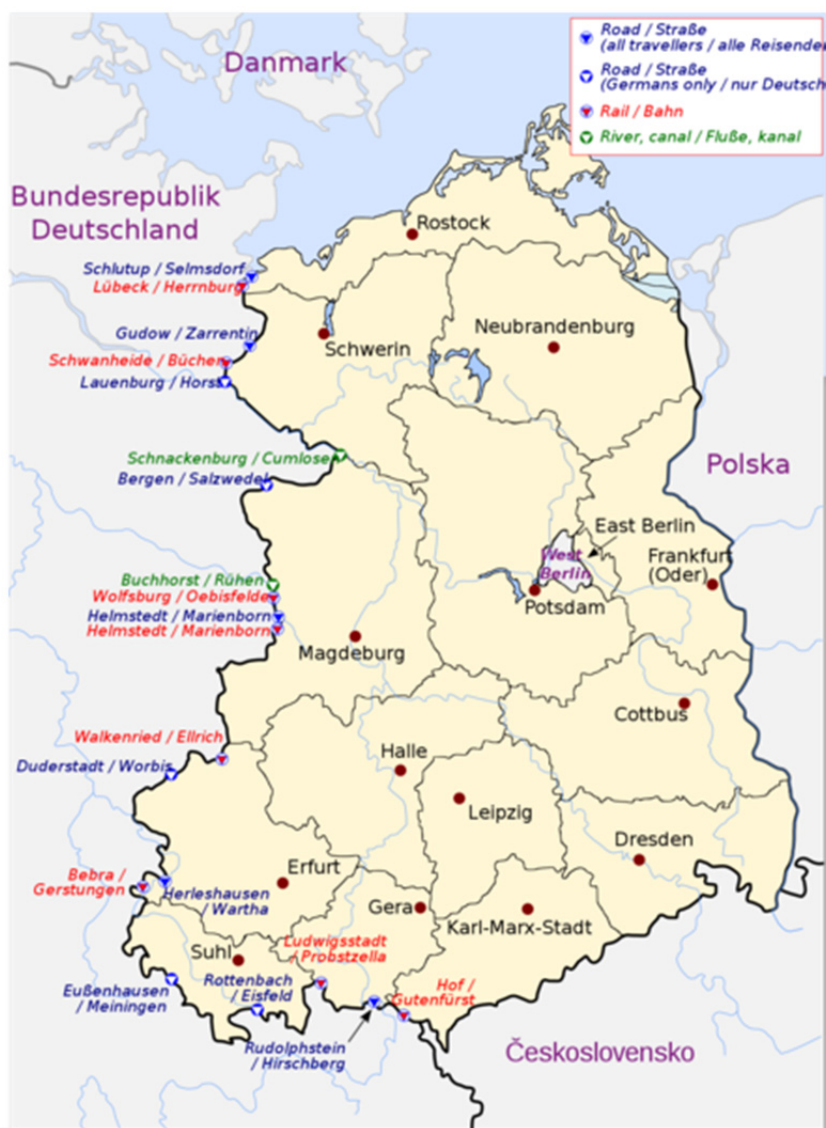 Danmark
Road / Straße
(all travellers / alle Reisende
Road / Straße
(Germans only / nur Deutsch
Rail / Bahn
River, canal / Fluße, kanal
Bundesrepublik
Deutschland
Rostock
Schlutup / Selmsdorf
Lübeck / Herrnburg
Gudow / Zarrentin
Neubrandenburg
Schwerin
Schwanheide / Büchen
Lauenburg / Horst
Schnackenburg / Cumlosen
Bergen / Salzwedel
Polska
East Berlin
West
Berlin
Frankfurt
(Oder)
Buchhorst / Rühen
Wolfsburg / Oebisfelde
Potsdam
Helmstedt / Marienborn
Helmstedt / Marienborn
Magdeburg
Cottbus
Walkenried / Ellrich
Halle
Duderstadt / Worbis
Leipzig
Dresden
Erfurt
Bebra /
Gerstungen
Herleshausen
/ Wartha
Gera
Karl-Marx-Stadt
Suhl
Ludwigsstadt
/ Probstzella
Rottenbach
/ Eisfeld
Hof /
Gutenfürst
Eußenhausen
/ Meiningen
Rudolphstein
/ Hirschberg
Československo